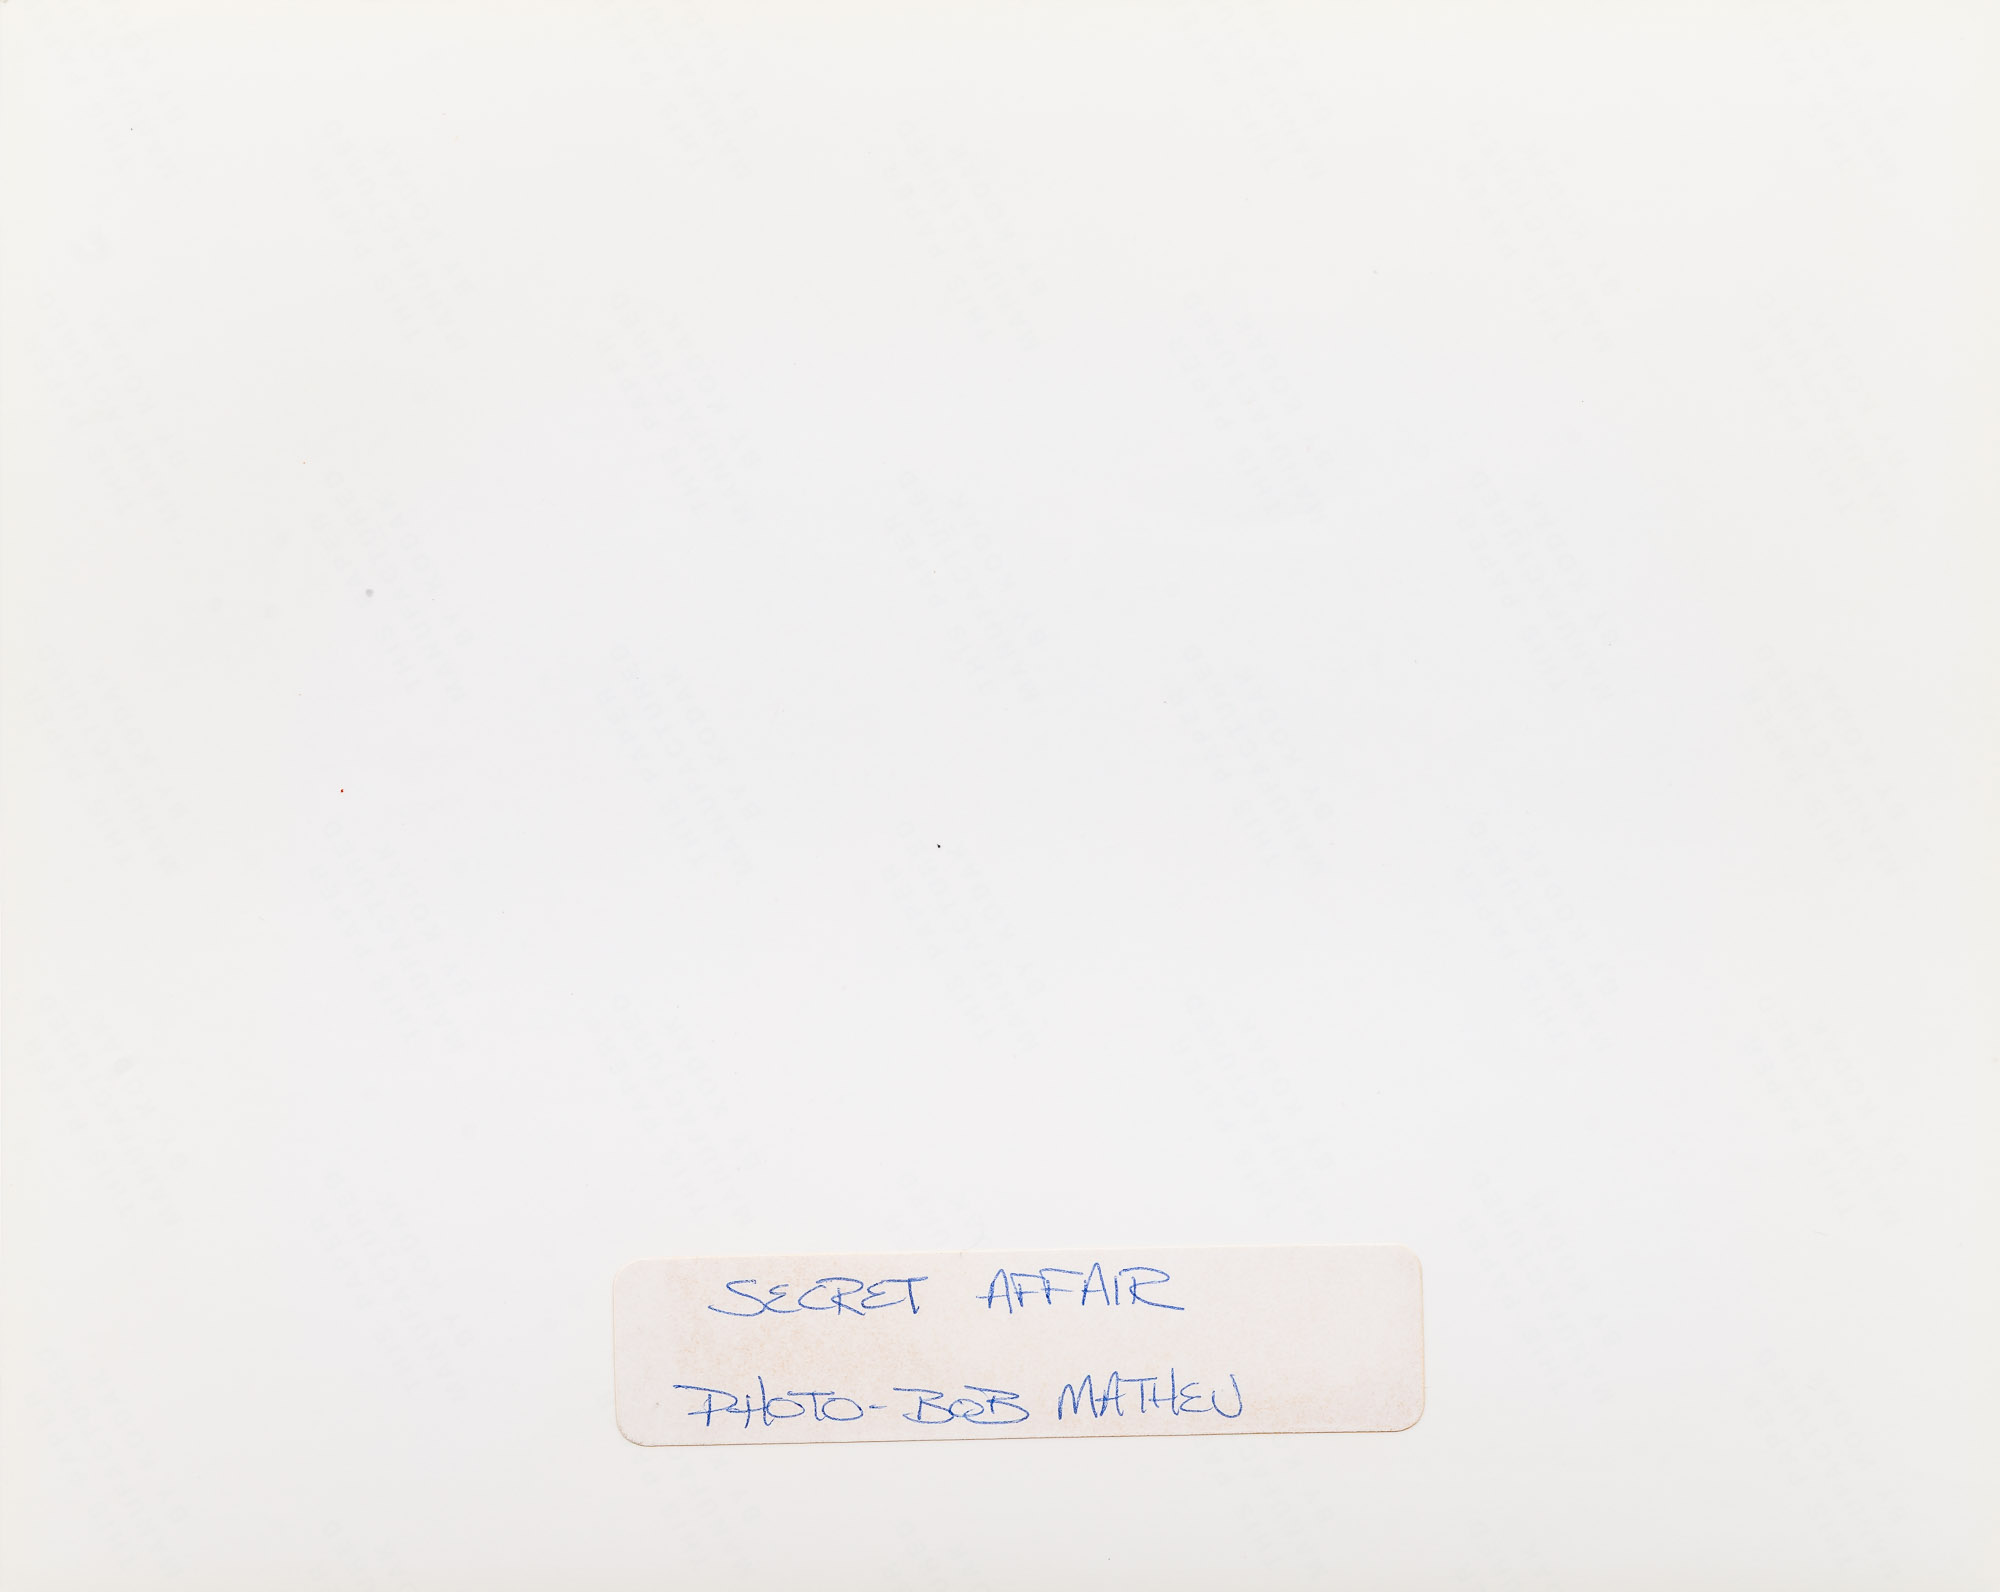 SECRET AFFAIR
PHOTO-BOB MATHEU